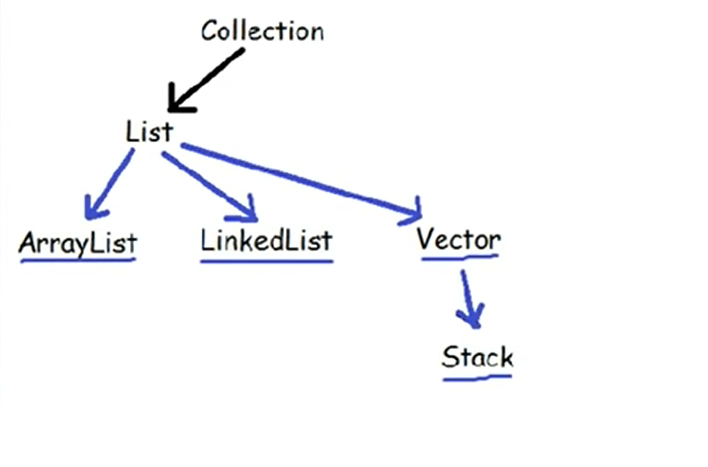 Collection
List
ArrayList
LinkedList
Vector
Stack